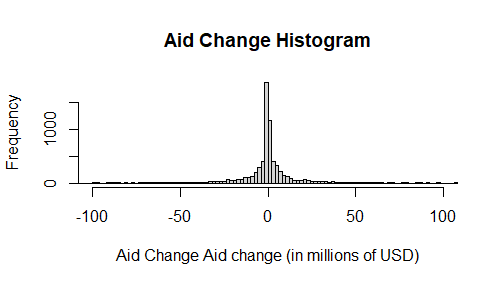 Aid Change Histogram
Frequency
1000
0
-100 -50 0 50 100
Aid Change Aid change (in millions of USD)